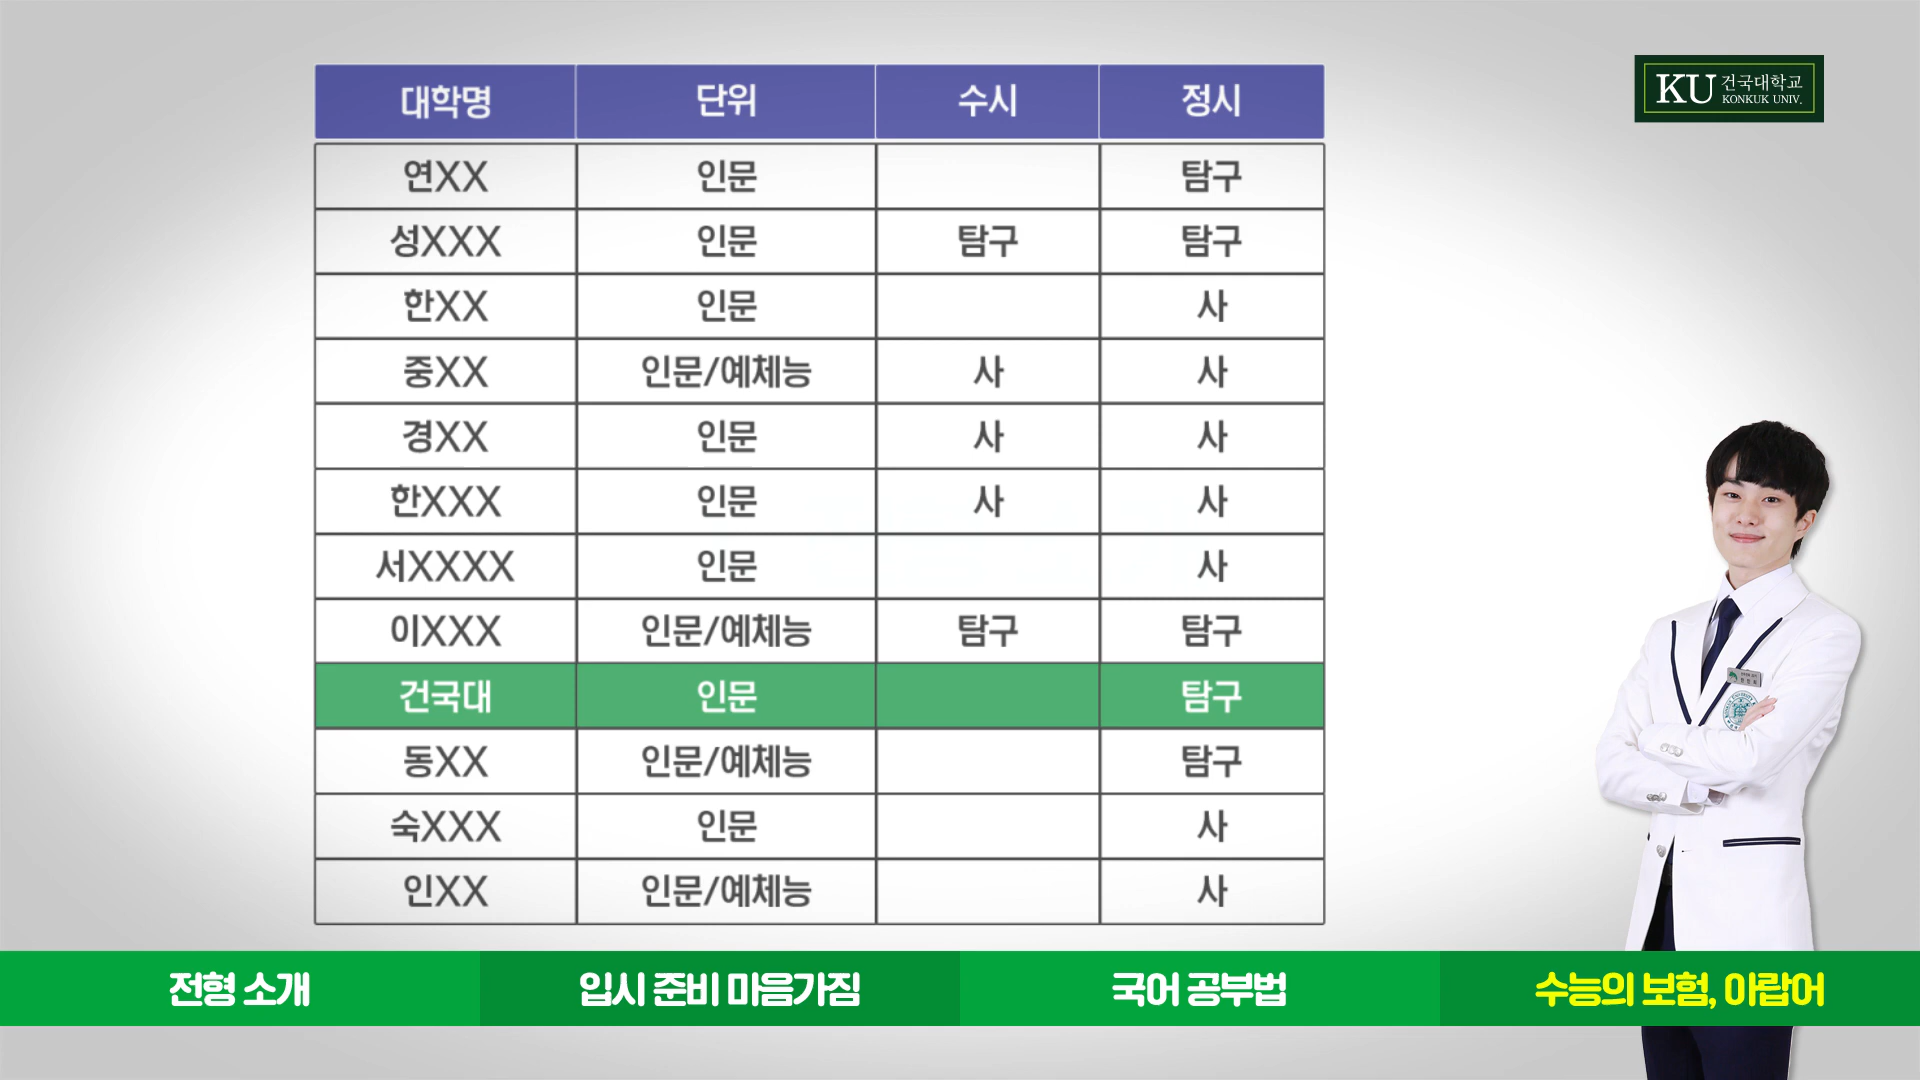 KU 건국대학교
KONKUK UNIV.
대학명 단위 수시 정시
연XX 인문 탐구
성XXX 인문 탐구 탐구
한XX 인문 사
중XX 인문/예체능 사 사
경XX 인문 사 사
한XXX 인문 사 사
서XXXX 인문 사
이XXX 인문/예체능 탐구 탐구
건국대 인문 탐구
동XX 인문/예체능 탐구
숙XXX 인문 사
인XX 인문/예체능 사
전형 소개 입시 준비 마음가짐 국어 공부법 수능의 보험, 아랍어